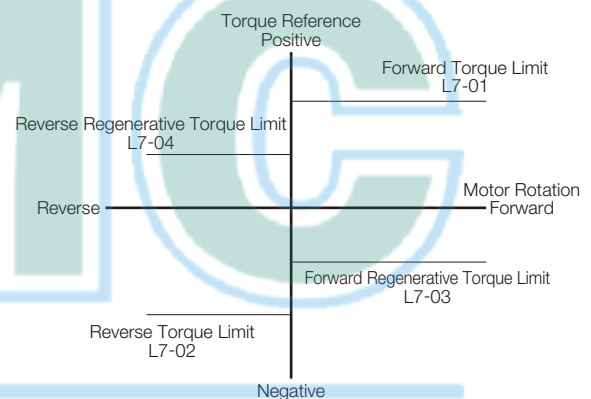 Torque Reference
Positive
Forward Torque Limit
L7-01
Reverse Regenerative Torque Limit
L7-04
Motor Rotation
Reverse
Forward
Forward Regenerative Torque Limit
L7-03
Reverse Torque Limit
L7-02
Negative